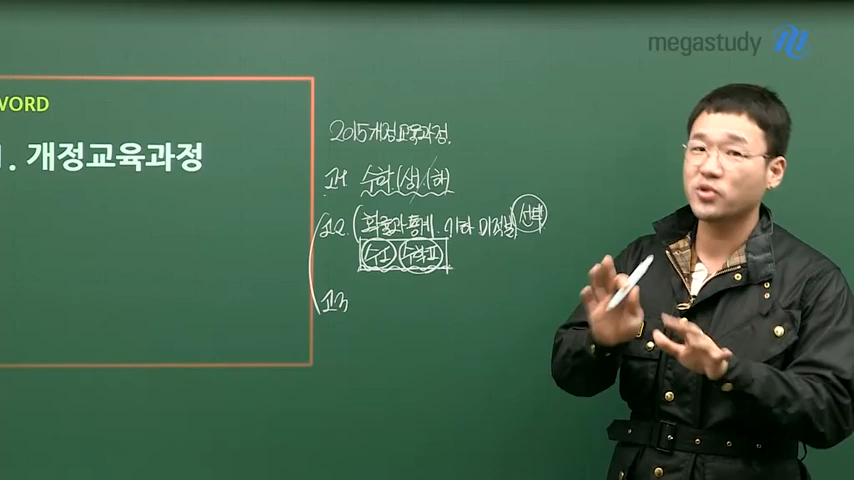 megastudy
WORD
1. 개정교육과정
2015개정교육과정.
고1 수학(상)(하)
고2 (확률과통계. 기하 미적분) 선택
수I 수학II
고3